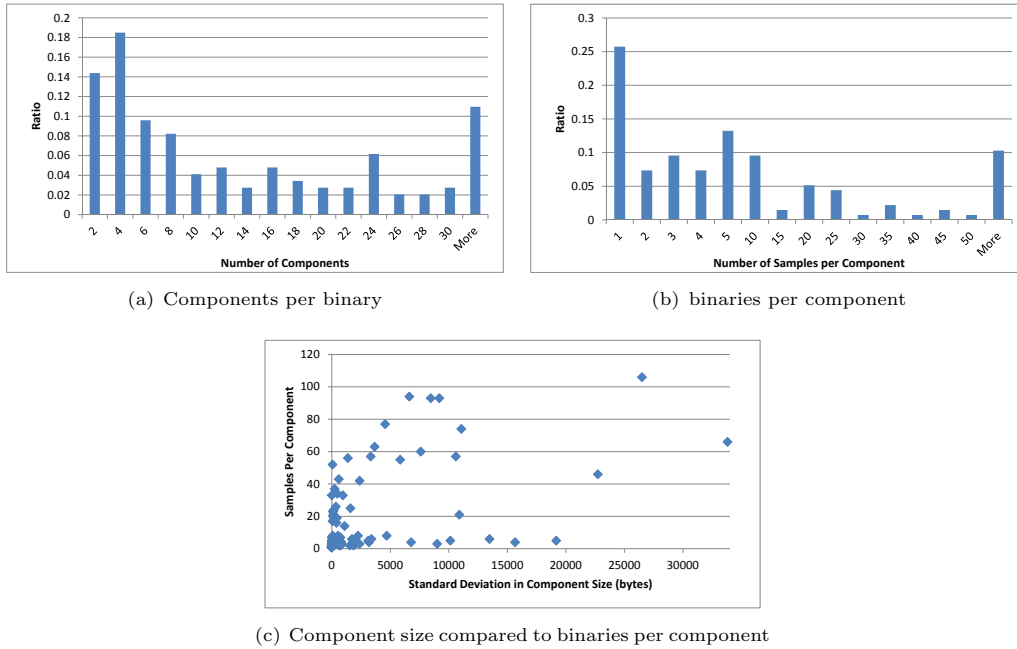 0.2
0.18
0.16
0.14
0.12
0.1
0.08
0.06
0.04
0.02
0
Ratio
2 4 6 8 10 12 14 16 18 20 22 24 26 28 30 More
Number of Components
(a) Components per binary
0.3
0.25
0.2
0.15
0.1
0.05
0
Ratio
1 2 3 4 5 10 15 20 25 30 35 40 45 50 More
Number of Samples per Component
(b) binaries per component
120
100
80
60
40
20
0
Samples Per Component
0 5000 10000 15000 20000 25000 30000
Standard Deviation in Component Size (bytes)
(c) Component size compared to binaries per component